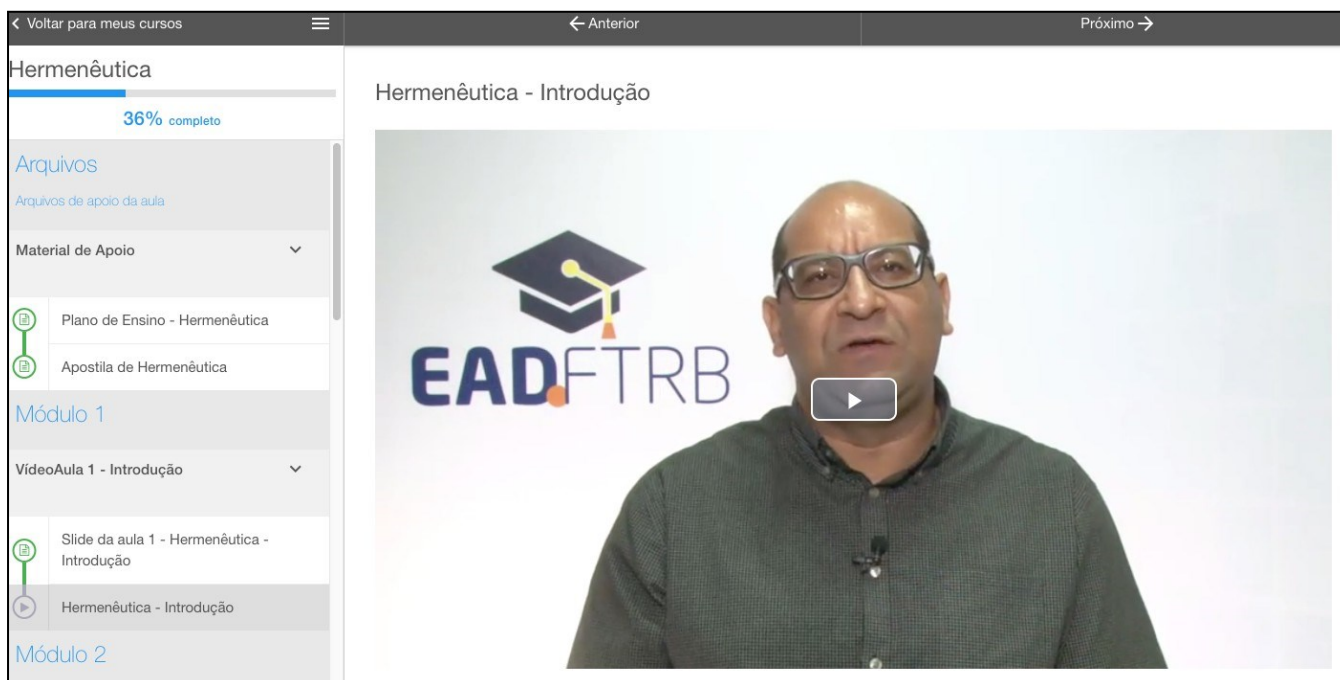 Voltar para meus cursos
Anterior
Próximo
Hermenêutica
36% completo
Arquivos
Arquivos de apoio da aula
Material de Apoio
Plano de Ensino - Hermenêutica
Apostila de Hermenêutica
Módulo 1
VídeoAula 1 - Introdução
Slide da aula 1 - Hermenêutica -
Introdução
Hermenêutica - Introdução
Módulo 2
Hermenêutica - Introdução
EAD.FTRB